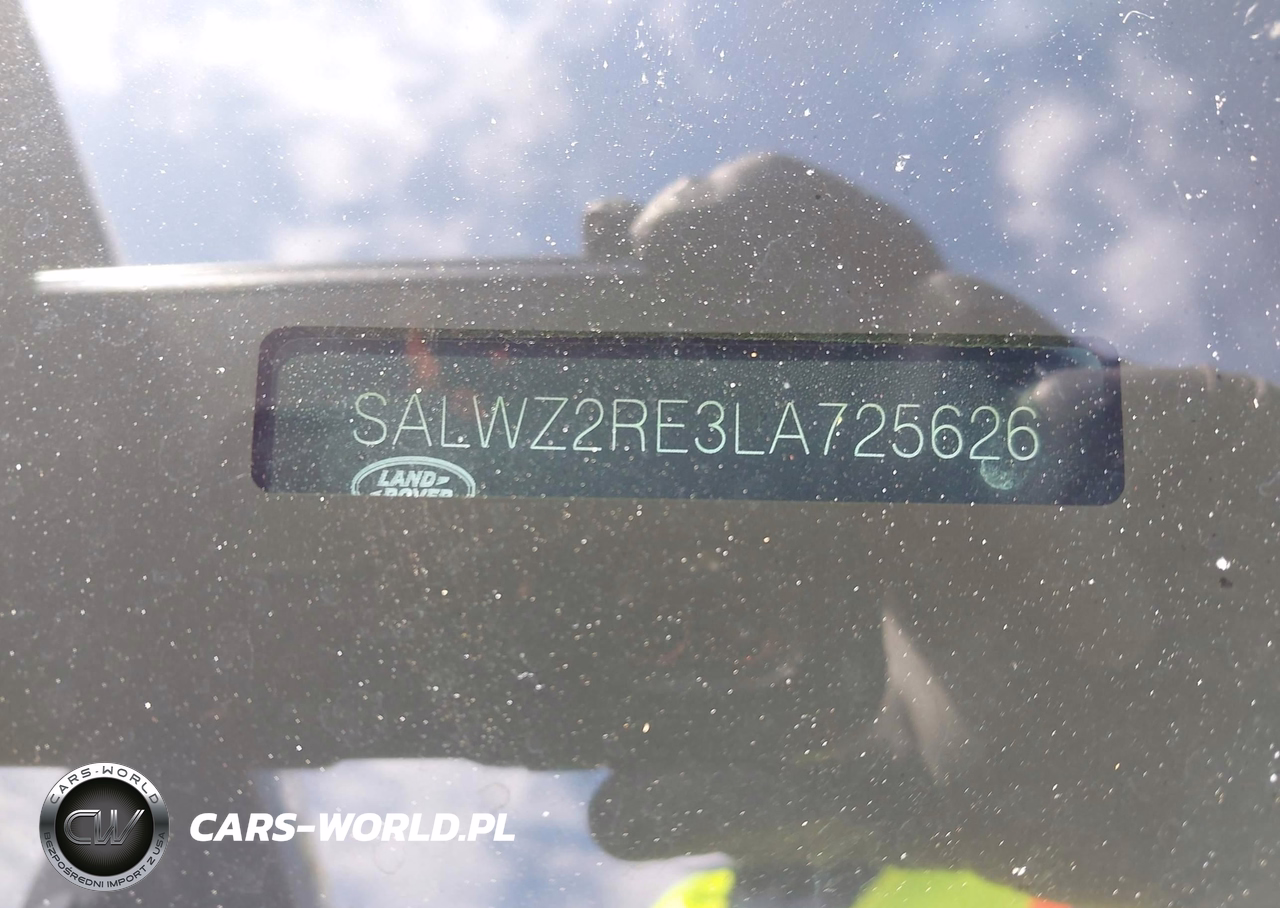 SALWZ2RE3LA725626
LAND
ROVER
CARS-WORLD
CW
BEZPOŚREDNI IMPORT Z USA
CARS-WORLD.PL